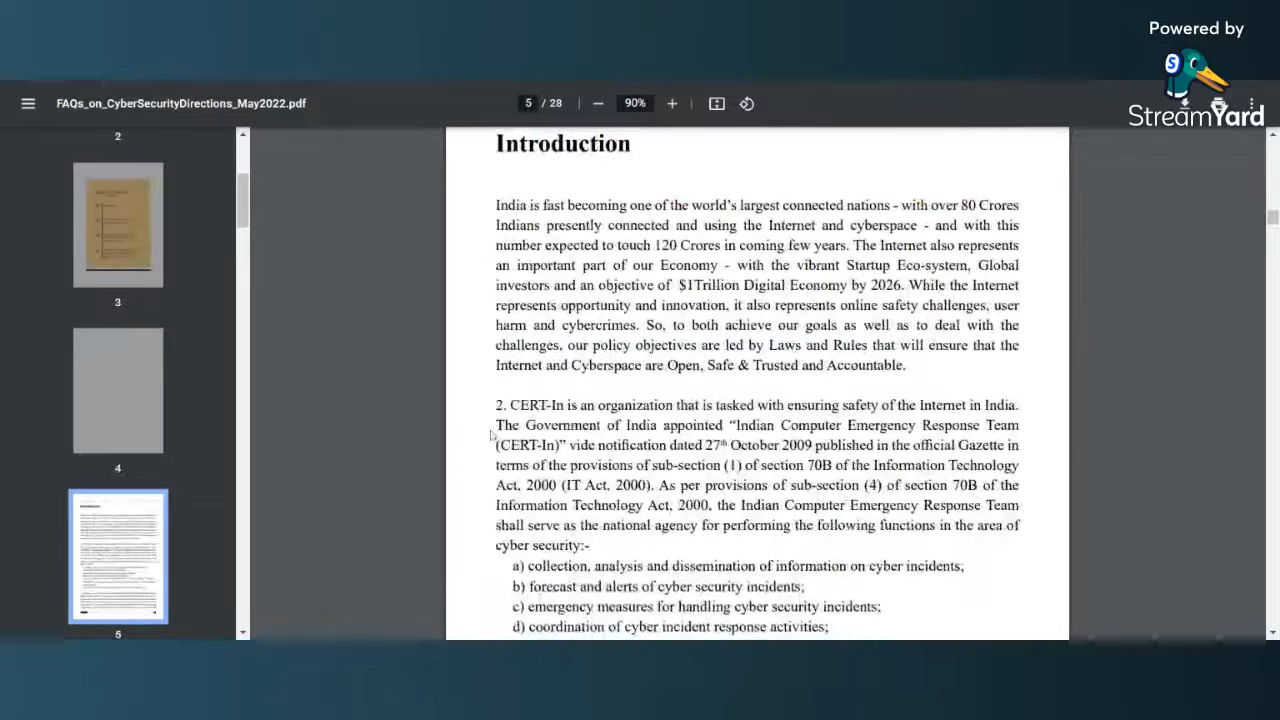 Powered by
StreamYard
FAQs_on_CyberSecurityDirections_May2022.pdf
5 / 28
90%
2
3
4
5
Introduction
India is fast becoming one of the world's largest connected nations - with over 80 Crores
Indians presently connected and using the Internet and cyberspace - and with this
number expected to touch 120 Crores in coming few years. The Internet also represents
an important part of our Economy - with the vibrant Startup Eco-system, Global
investors and an objective of $1Trillion Digital Economy by 2026. While the Internet
represents opportunity and innovation, it also represents online safety challenges, user
harm and cybercrimes. So, to both achieve our goals as well as to deal with the
challenges, our policy objectives are led by Laws and Rules that will ensure that the
Internet and Cyberspace are Open, Safe & Trusted and Accountable.
2. CERT-In is an organization that is tasked with ensuring safety of the Internet in India.
The Government of India appointed “Indian Computer Emergency Response Team
(CERT-In)” vide notification dated 27th October 2009 published in the official Gazette in
terms of the provisions of sub-section (1) of section 70B of the Information Technology
Act, 2000 (IT Act, 2000). As per provisions of sub-section (4) of section 70B of the
Information Technology Act, 2000, the Indian Computer Emergency Response Team
shall serve as the national agency for performing the following functions in the area of
cyber security:-
a) collection, analysis and dissemination of information on cyber incidents;
b) forecast and alerts of cyber security incidents;
c) emergency measures for handling cyber security incidents;
d) coordination of cyber incident response activities;